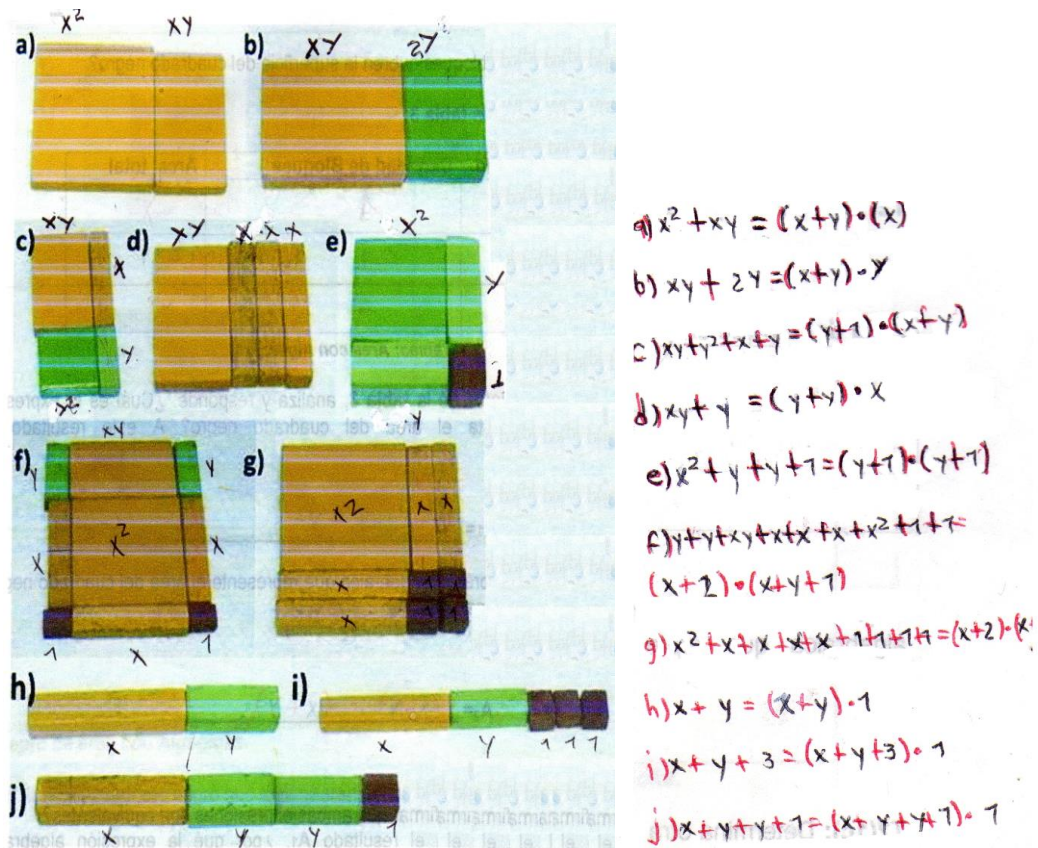 x² xy
a)
xy 2y
b)
xy
c)
x
y
xy x x x
d)
x²
e)
y
1
xy
f)
y y
x² x x
1 x 1
y
g)
x2 x x
x 1 1
x 1 1
h)
x y
i)
x y 1 1 1
j)
x y y 1
a) x² + xy = (x+y)•(x)
b) xy + 2y = (x+y)•y
c) xy+y²+x+y = (y+1)•(x+y)
d) xy+y = (y+y)•x
e) x²+y+y+1=(y+1)•(y+1)
f) y+y+xy+x+x+x+x²+1+1=
(x+2)•(x+y+1)
g) x²+x+x+x+x+1+1+1+1=(x+2)•(x
h) x+y = (x+y)•1
i) x+y+3=(x+y+3)•1
j) x+y+y+1=(x+y+y+1)•1